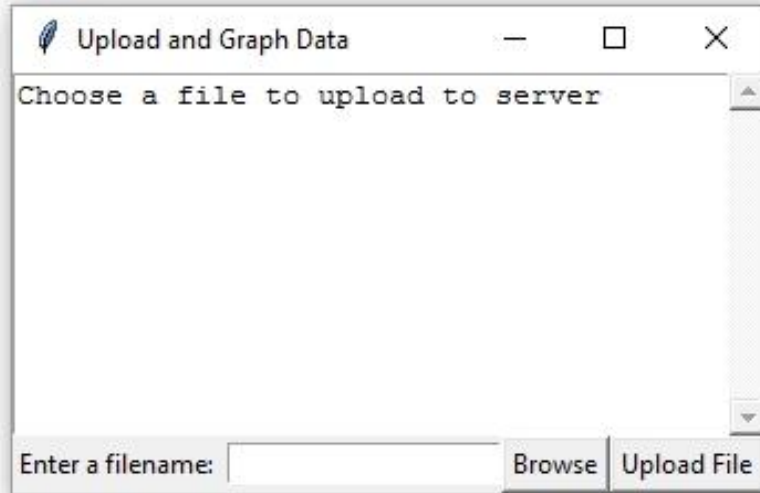 Upload and Graph Data
Choose a file to upload to server
Enter a filename: Browse Upload File